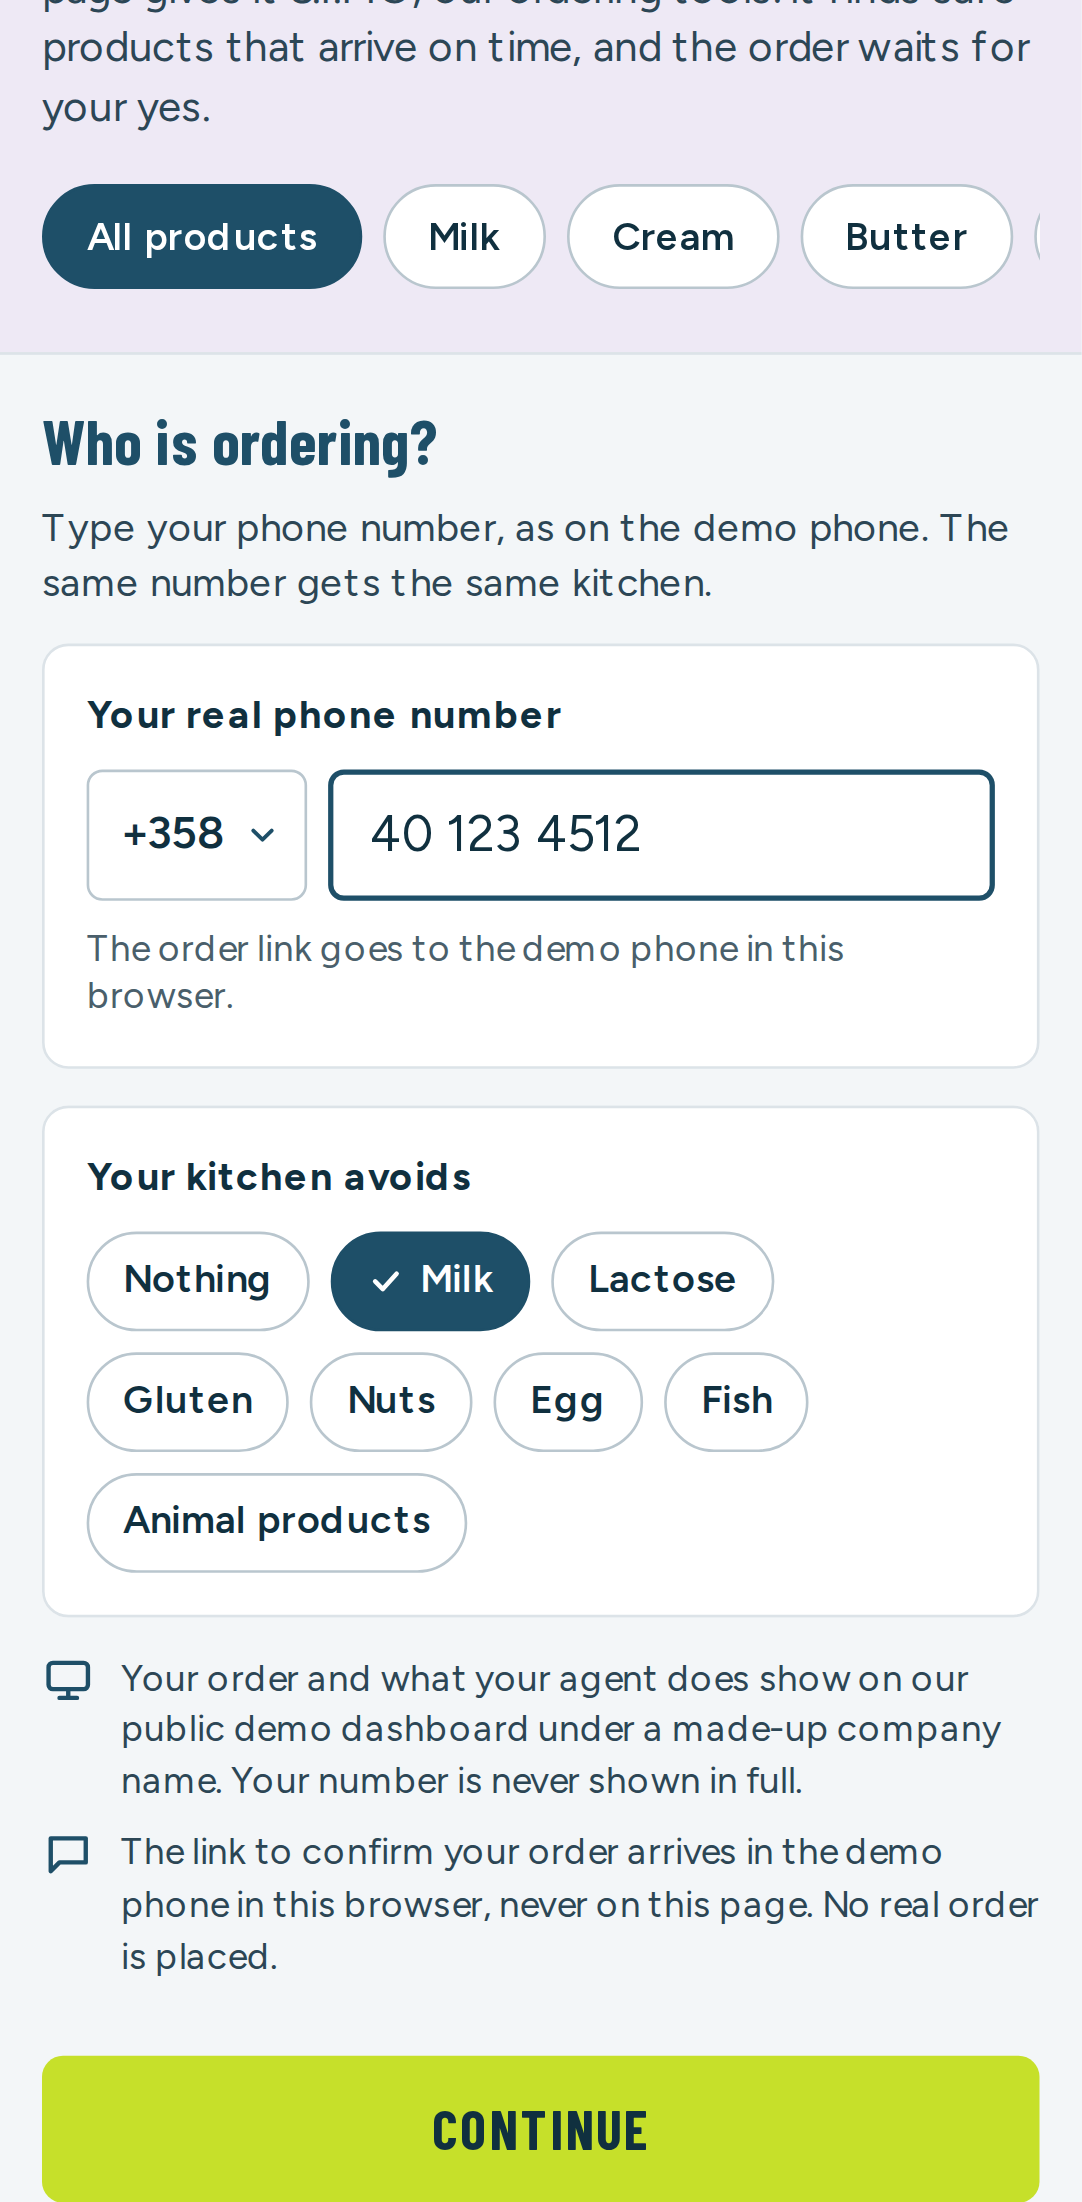 products that arrive on time, and the order waits for
your yes.
All products
Milk
Cream
Butter
Who is ordering?
Type your phone number, as on the demo phone. The
same number gets the same kitchen.
Your real phone number
+358
40 123 4512
The order link goes to the demo phone in this
browser.
Your kitchen avoids
Nothing
Milk
Lactose
Gluten
Nuts
Egg
Fish
Animal products
Your order and what your agent does show on our
public demo dashboard under a made-up company
name. Your number is never shown in full.
The link to confirm your order arrives in the demo
phone in this browser, never on this page. No real order
is placed.
CONTINUE